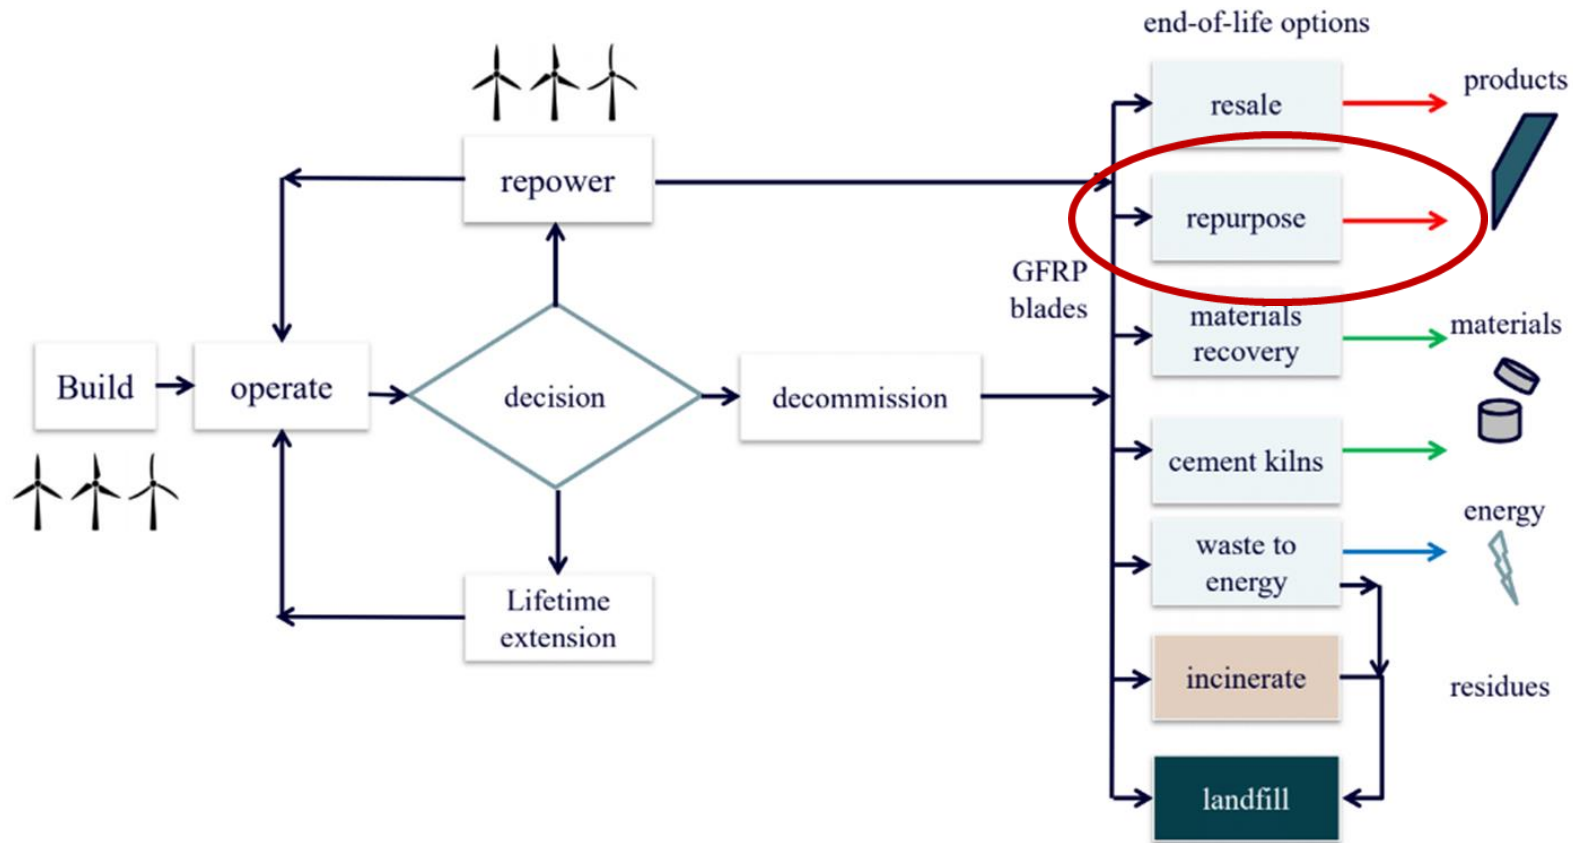 end-of-life options
products
resale
repower
repurpose
GFRP
blades
materials
recovery
materials
Build
operate
decision
decommission
cement kilns
energy
waste to
energy
Lifetime
extension
incinerate
residues
landfill